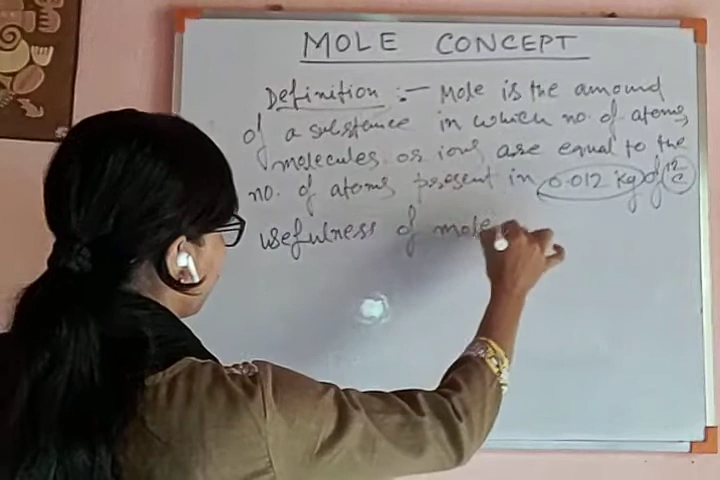 MOLE CONCEPT
Definition :- Mole is the amound
of a substance in which no. of atoms,
molecules or ions are equal to the
no. of atoms present in 0.012 kg of 12C
usefulness of mole